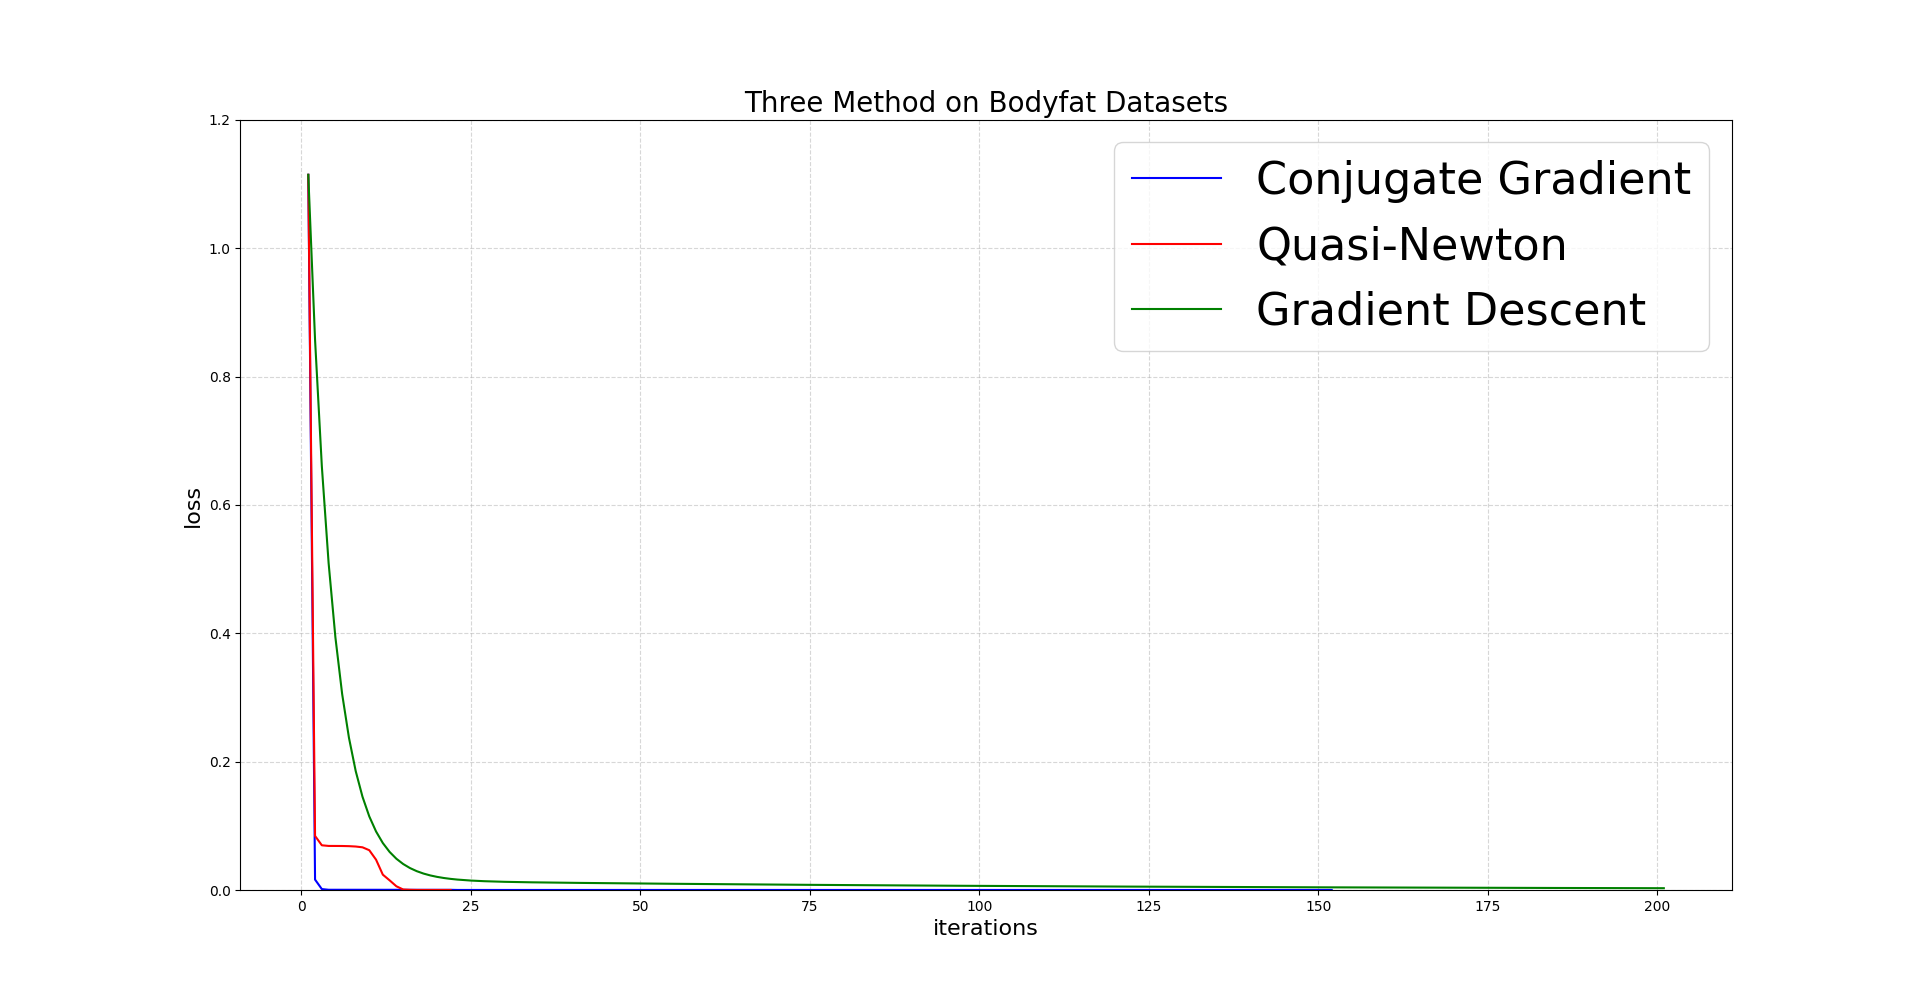 Three Method on Bodyfat Datasets
1.2
1.0
0.8
0.6
0.4
0.2
0.0
loss
Conjugate Gradient
Quasi-Newton
Gradient Descent
0 25 50 75 100 125 150 175 200
iterations